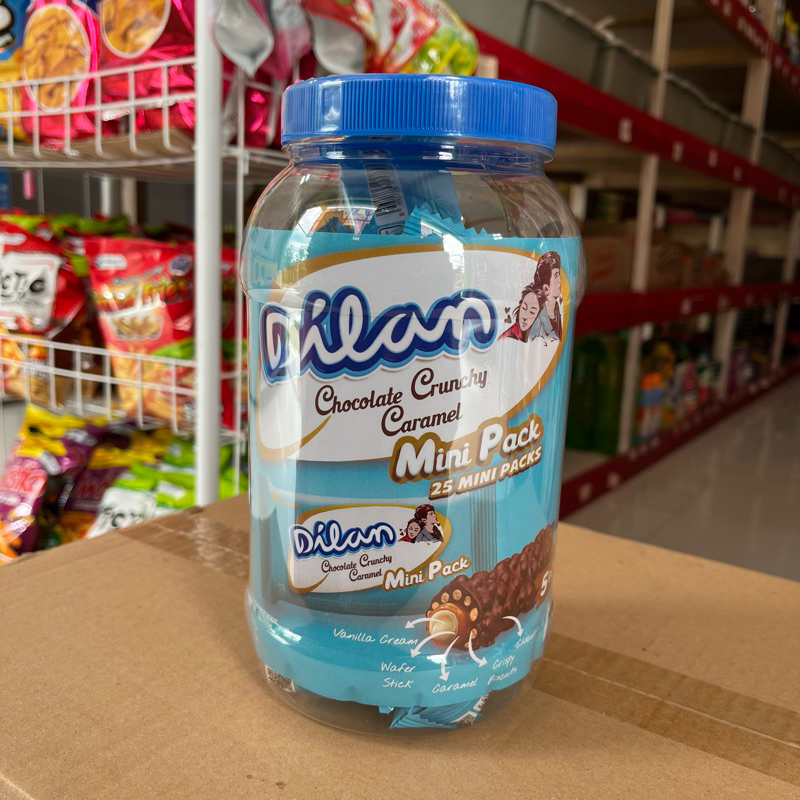 Dilan
Chocolate Crunchy
Caramel
Mini Pack
25 MINI PACKS
Dilan
Chocolate Crunchy
Caramel
Mini Pack
Vanilla Cream
Wafer
Stick
Caramel
Crispy
Biscuits